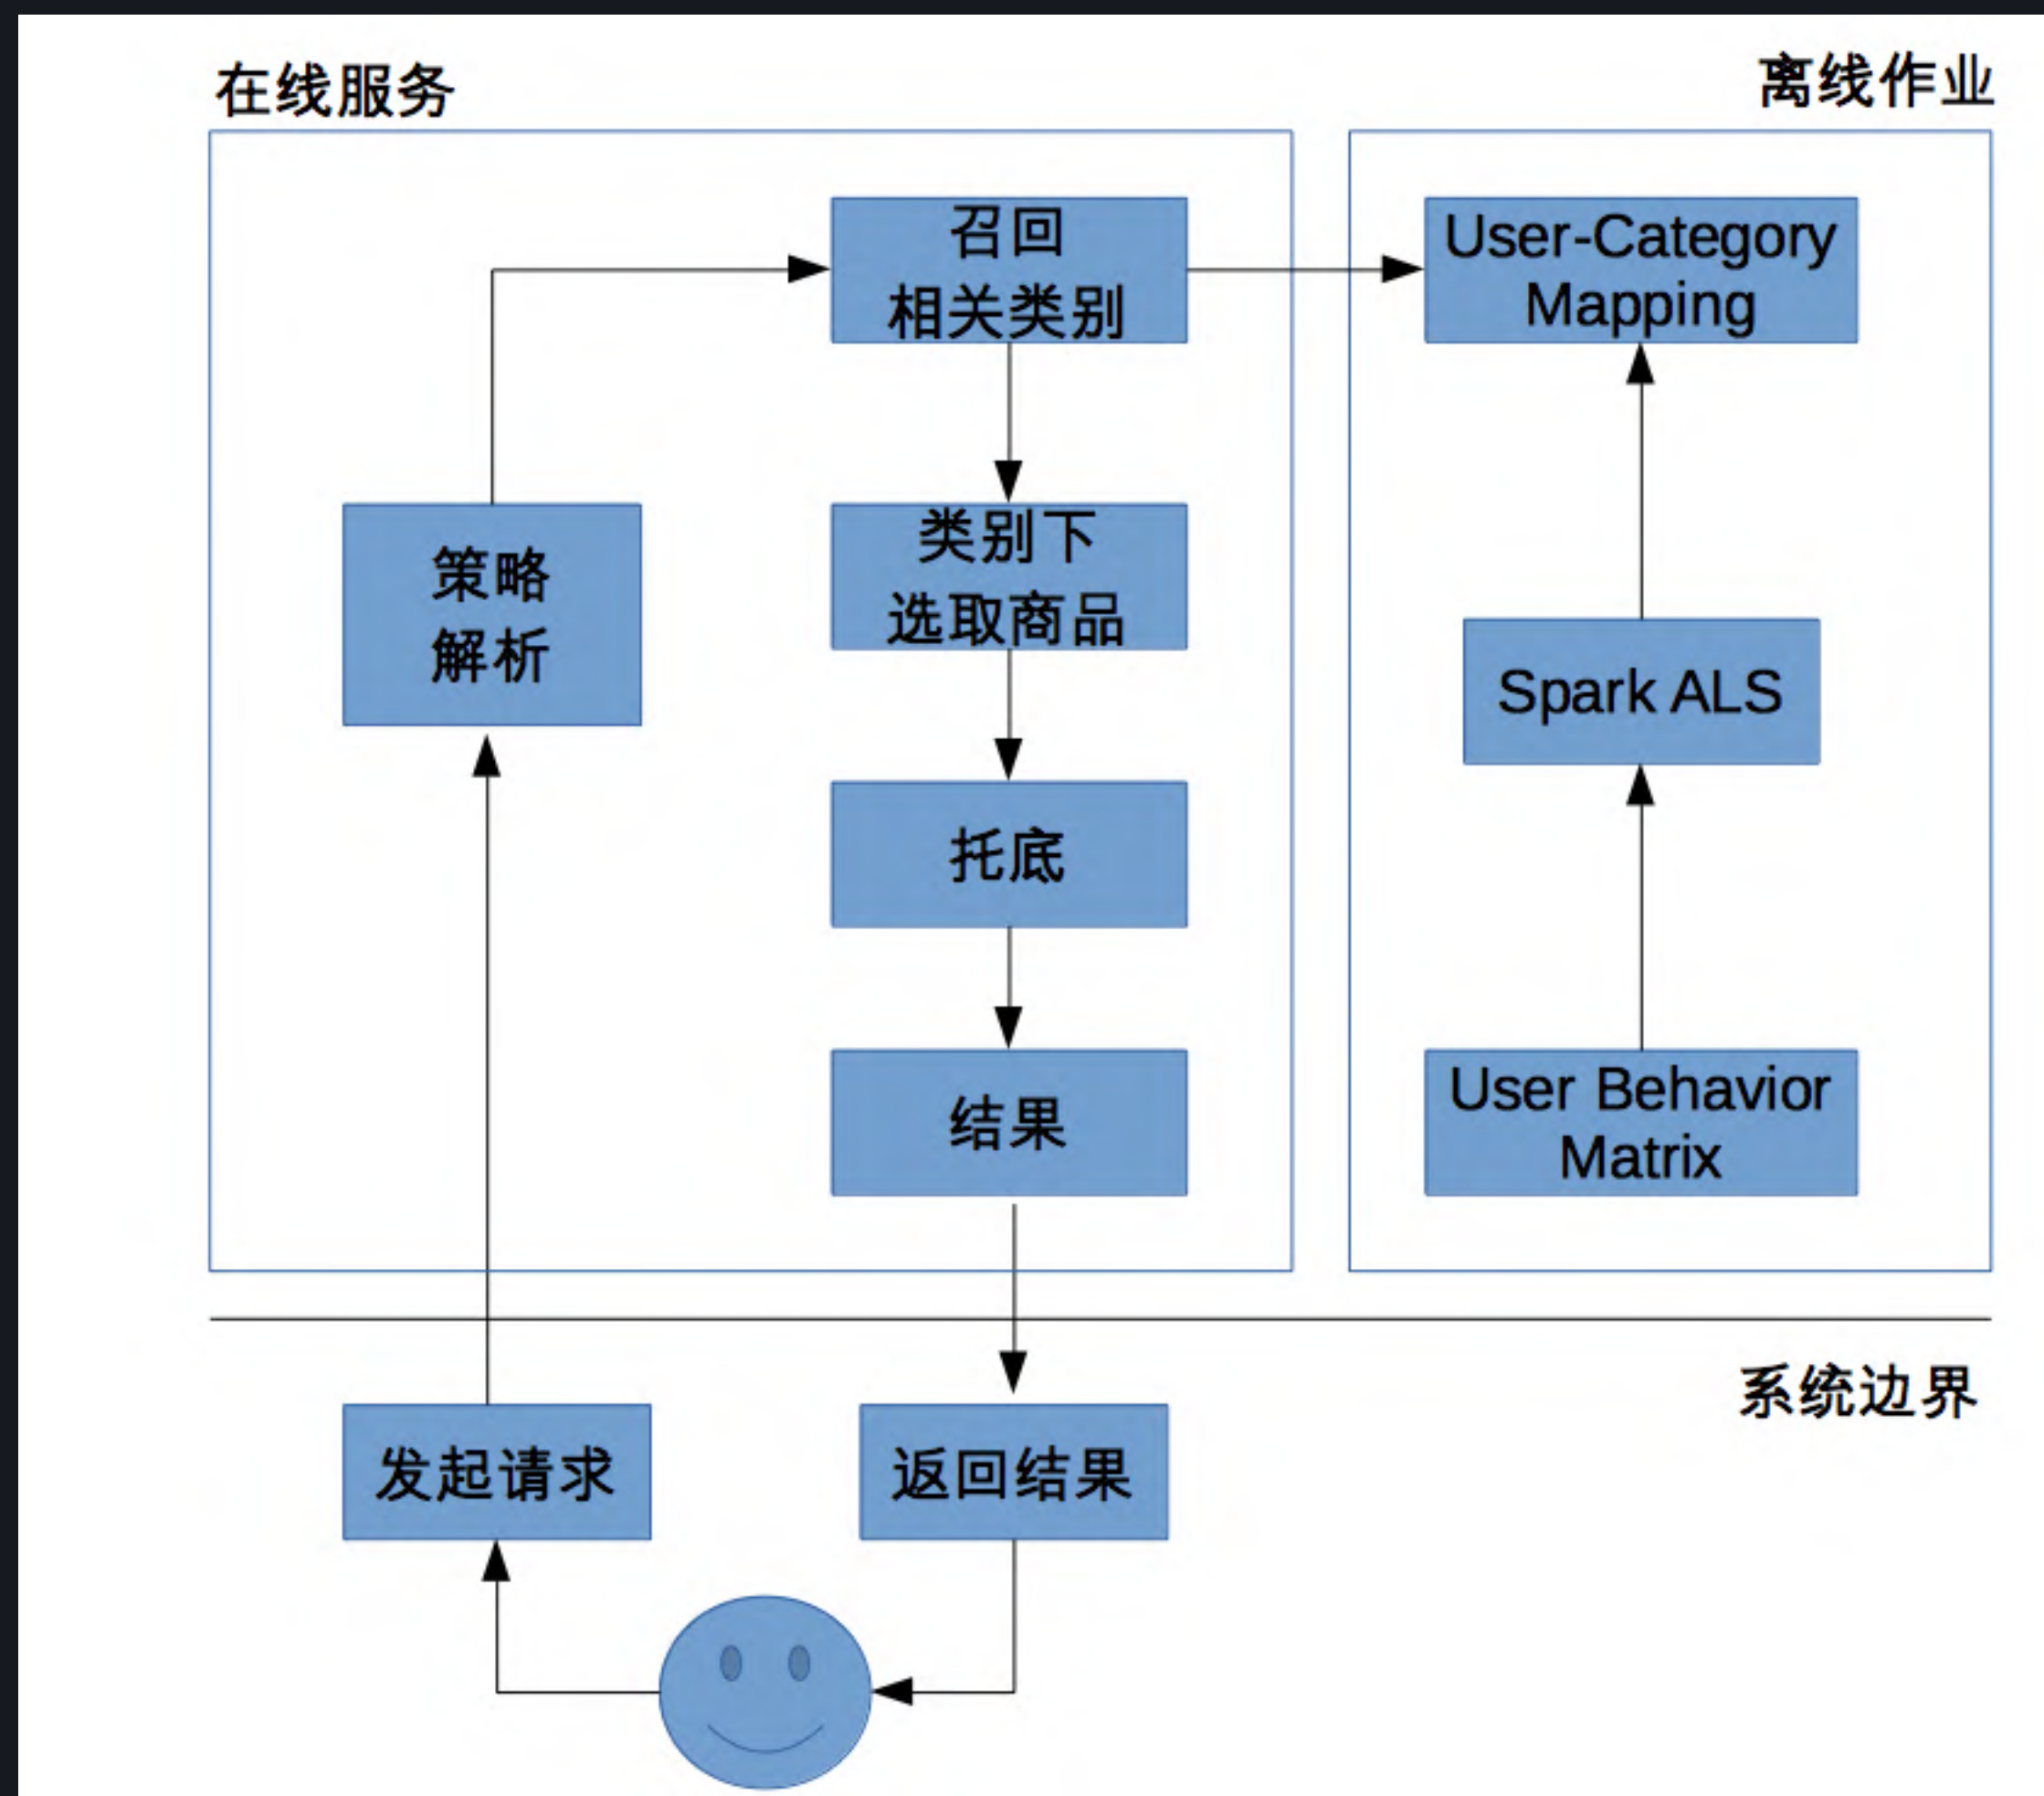 在线服务
离线作业
召回
相关类别
User-Category
Mapping
策略
解析
类别下
选取商品
Spark ALS
托底
结果
User Behavior
Matrix
系统边界
发起请求
返回结果